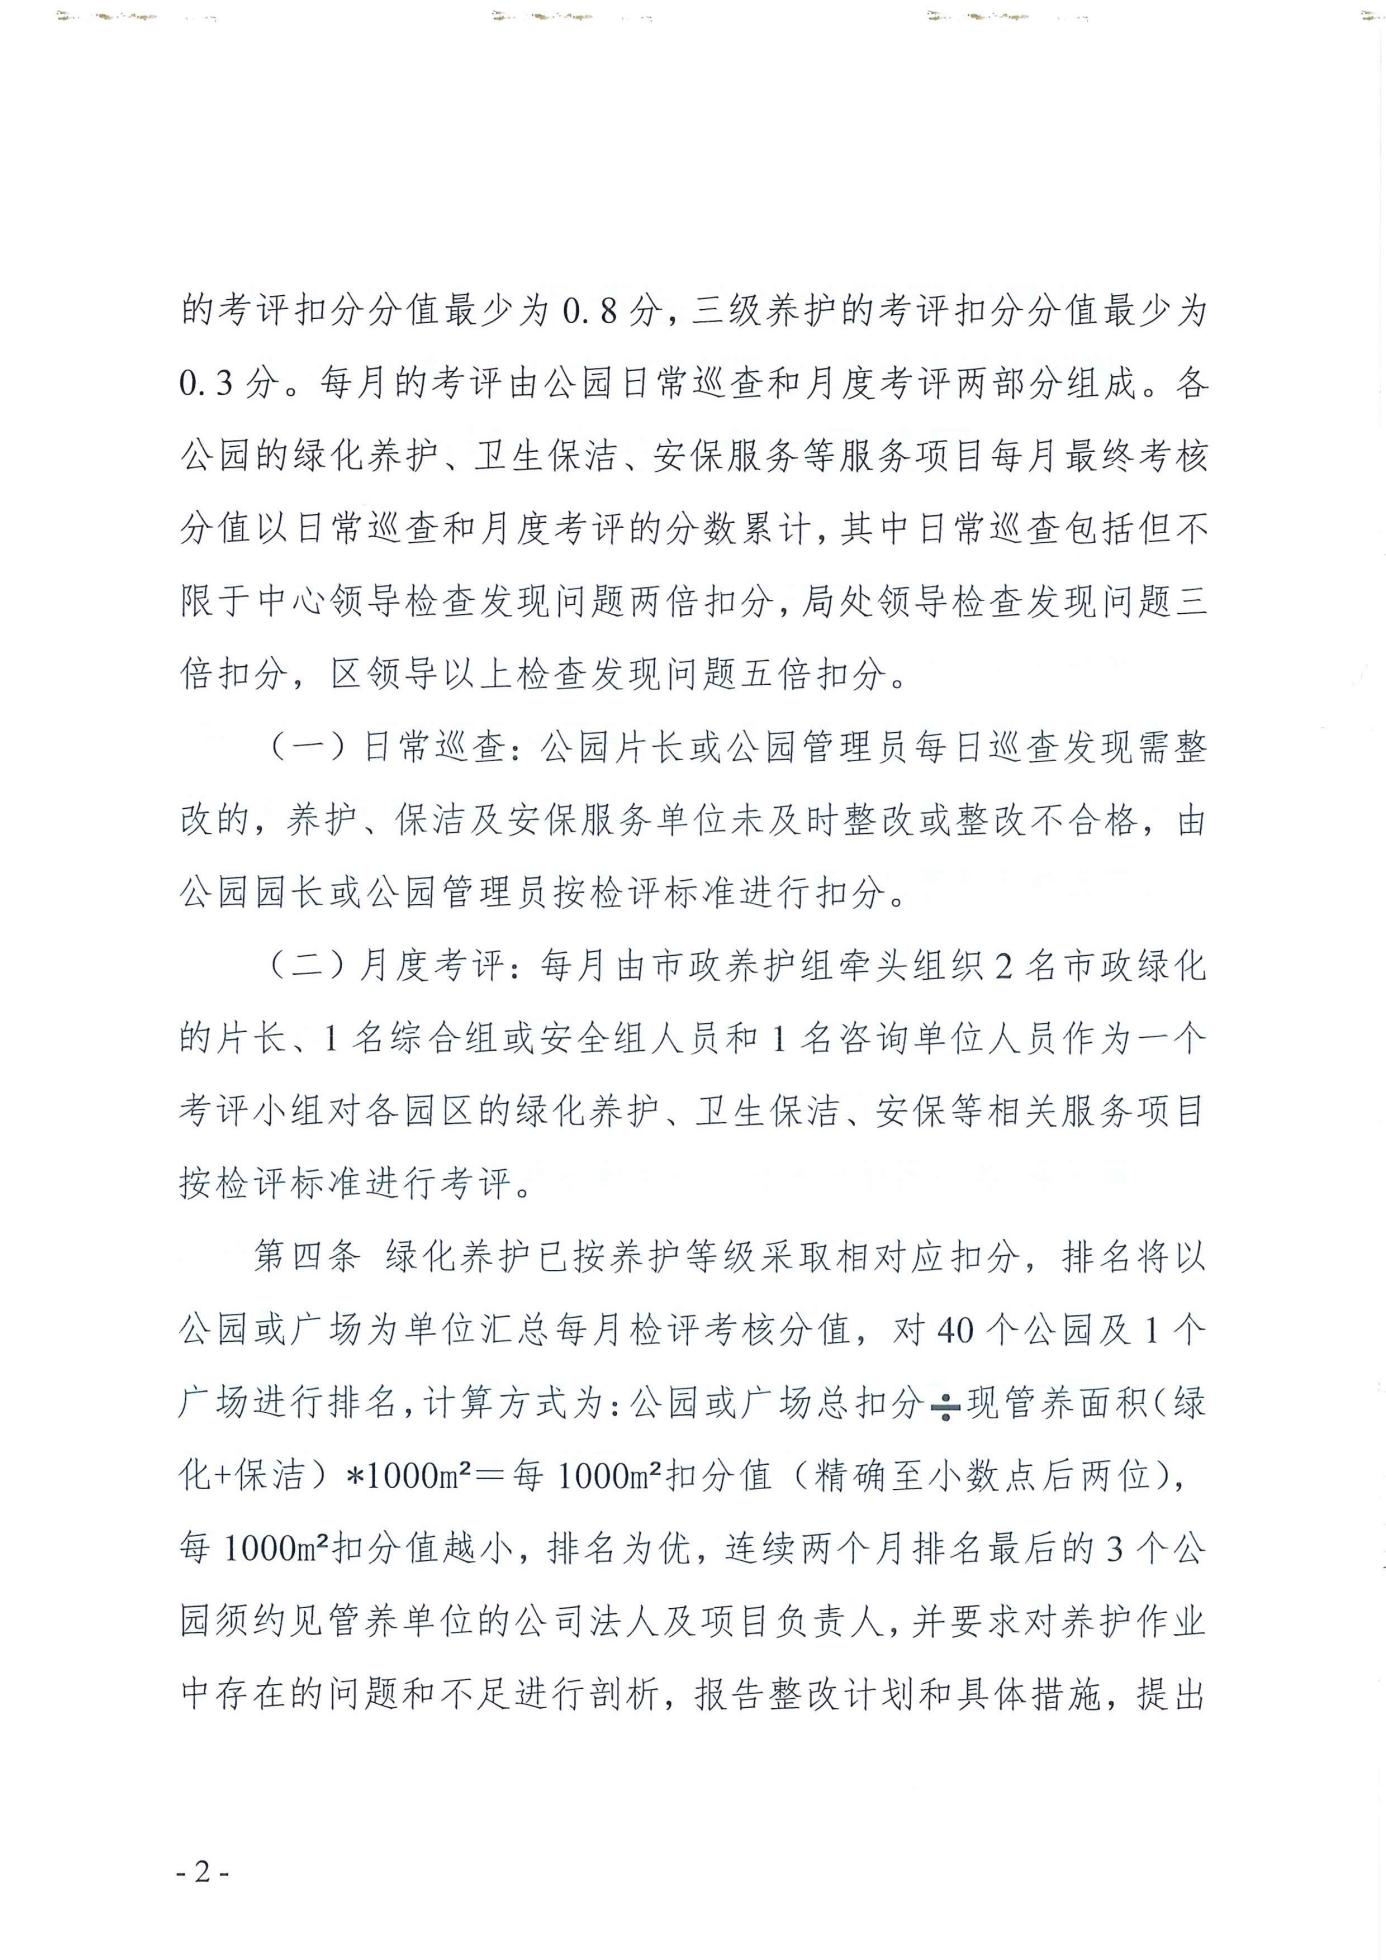 的考评扣分分值最少为 0.8 分，三级养护的考评扣分分值最少为
0.3 分。每月的考评由公园日常巡查和月度考评两部分组成。各
公园的绿化养护、卫生保洁、安保服务等服务项目每月最终考核
分值以日常巡查和月度考评的分数累计，其中日常巡查包括但不
限于中心领导检查发现问题两倍扣分，局处领导检查发现问题三
倍扣分，区领导以上检查发现问题五倍扣分。
（一）日常巡查：公园片长或公园管理员每日巡查发现需整
改的，养护、保洁及安保服务单位未及时整改或整改不合格，由
公园园长或公园管理员按检评标准进行扣分。
（二）月度考评：每月由市政养护组牵头组织 2 名市政绿化
的片长、1 名综合组或安全组人员和 1 名咨询单位人员作为一个
考评小组对各园区的绿化养护、卫生保洁、安保等相关服务项目
按检评标准进行考评。
第四条 绿化养护已按养护等级采取相对应扣分，排名将以
公园或广场为单位汇总每月检评考核分值，对 40 个公园及 1 个
广场进行排名，计算方式为：公园或广场总扣分÷现管养面积（绿
化+保洁）*1000m²＝每 1000m²扣分值（精确至小数点后两位），
每 1000m²扣分值越小，排名为优，连续两个月排名最后的 3 个公
园须约见管养单位的公司法人及项目负责人，并要求对养护作业
中存在的问题和不足进行剖析，报告整改计划和具体措施，提出
- 2 -